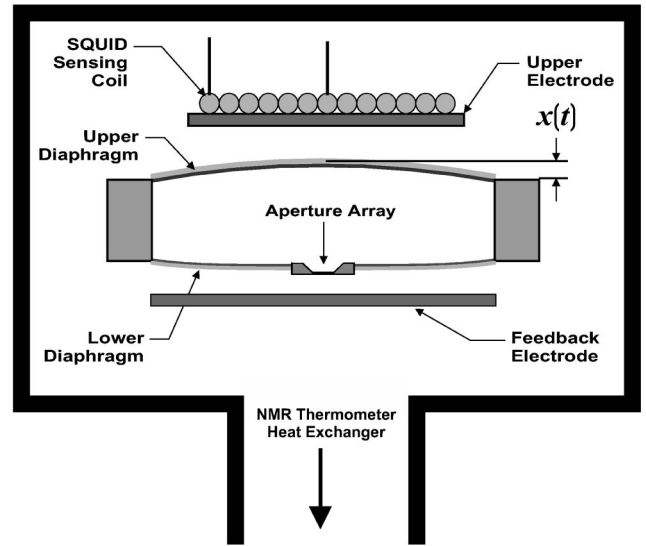 SQUID
Sensing
Coil
Upper
Electrode
x(t)
Upper
Diaphragm
Aperture Array
Lower
Diaphragm
Feedback
Electrode
NMR Thermometer
Heat Exchanger